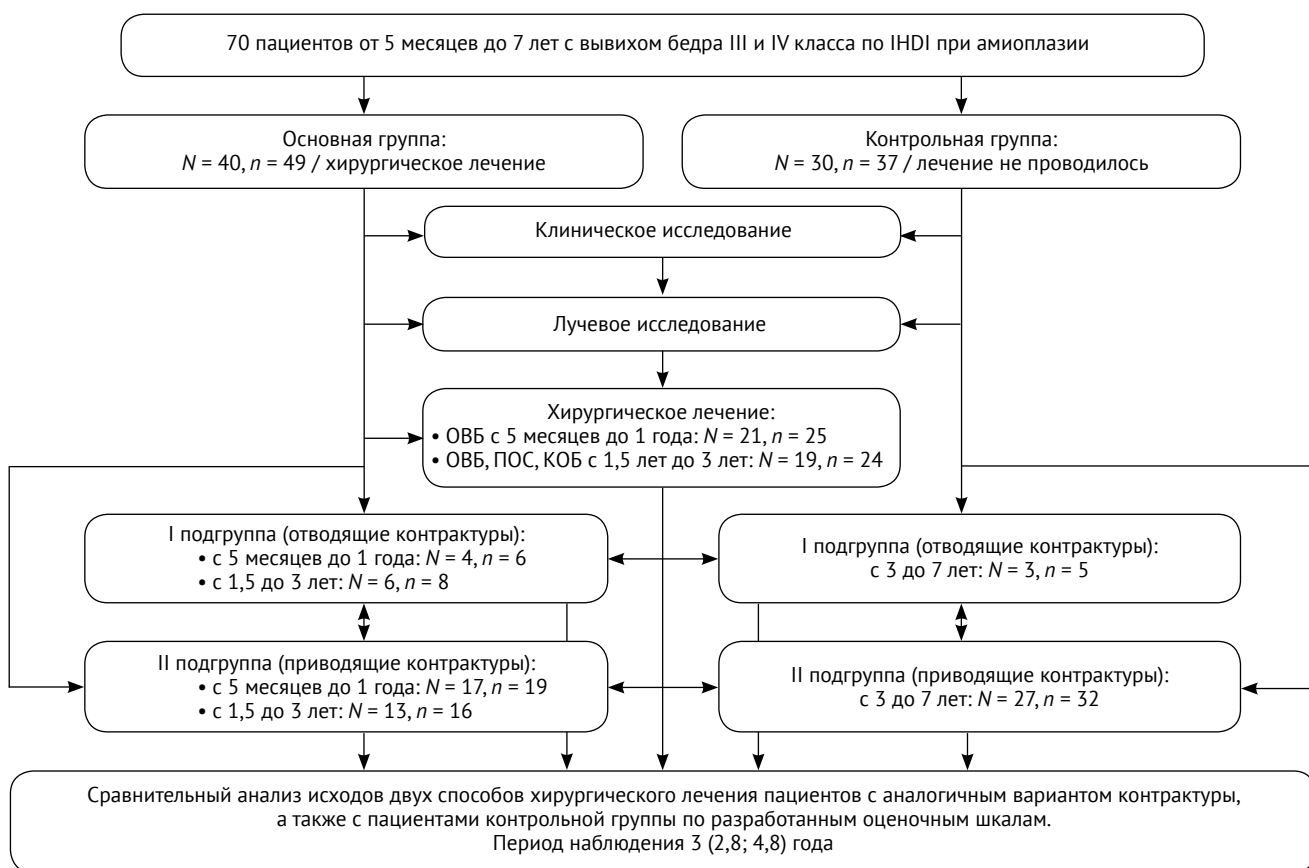 70 пациентов от 5 месяцев до 7 лет с вывихом бедра III и IV класса по IHDI при амиоплазии
Основная группа:
N = 40, n = 49 / хирургическое лечение
Контрольная группа:
N = 30, n = 37 / лечение не проводилось
Клиническое исследование
Лучевое исследование
Хирургическое лечение:
• ОВБ с 5 месяцев до 1 года: N = 21, n = 25
• ОВБ, ПОС, КОБ с 1,5 лет до 3 лет: N = 19, n = 24
I подгруппа (отводящие контрактуры):
• с 5 месяцев до 1 года: N = 4, n = 6
• с 1,5 до 3 лет: N = 6, n = 8
I подгруппа (отводящие контрактуры):
с 3 до 7 лет: N = 3, n = 5
II подгруппа (приводящие контрактуры):
• с 5 месяцев до 1 года: N = 17, n = 19
• с 1,5 до 3 лет: N = 13, n = 16
II подгруппа (приводящие контрактуры):
с 3 до 7 лет: N = 27, n = 32
Сравнительный анализ исходов двух способов хирургического лечения пациентов с аналогичным вариантом контрактуры,
а также с пациентами контрольной группы по разработанным оценочным шкалам.
Период наблюдения 3 (2,8; 4,8) года